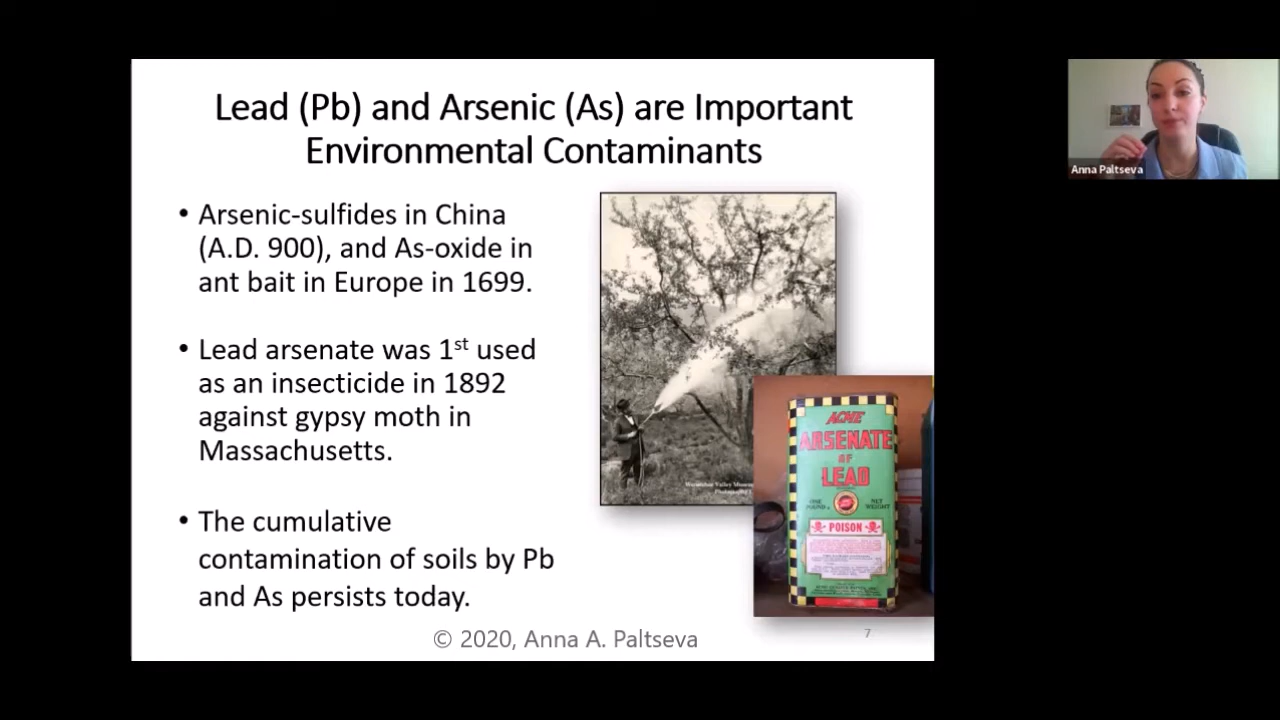 Lead (Pb) and Arsenic (As) are Important
Environmental Contaminants
• Arsenic-sulfides in China
(A.D. 900), and As-oxide in
ant bait in Europe in 1699.
• Lead arsenate was 1st used
as an insecticide in 1892
against gypsy moth in
Massachusetts.
• The cumulative
contamination of soils by Pb
and As persists today.
ACME
ARSENATE
OF
LEAD
ONE
NET
WEIGHT
POISON
© 2020, Anna A. Paltseva
7
Anna Paltseva